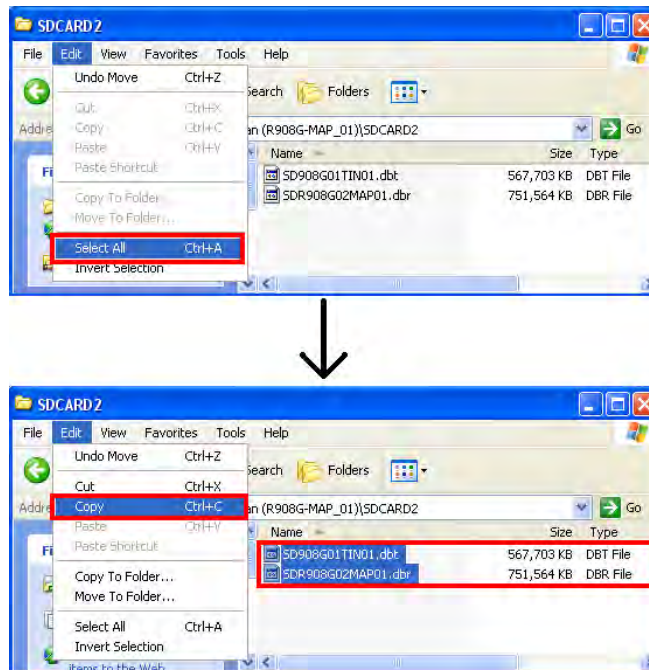 SDCARD2
File Edit View Favorites Tools Help
Undo Move Ctrl+Z
Search Folders
Cut Ctrl+X
Copy Ctrl+C
an (R908G-MAP_01)\SDCARD2 Go
Paste Ctrl+V
Name Size Type
Paste Shortcut
SD908G01TIN01.dbt 567,703 KB DBT File
SDR908G02MAP01.dbr 751,564 KB DBR File
Copy To Folder...
Move To Folder...
Select All Ctrl+A
Invert Selection
SDCARD2
File Edit View Favorites Tools Help
Undo Move Ctrl+Z
Search Folders
Cut Ctrl+X
Copy Ctrl+C
an (R908G-MAP_01)\SDCARD2 Go
Paste Ctrl+V
Name Size Type
Paste Shortcut
SD908G01TIN01.dbt 567,703 KB DBT File
SDR908G02MAP01.dbr 751,564 KB DBR File
Copy To Folder...
Move To Folder...
Select All Ctrl+A
Invert Selection
items to the Web